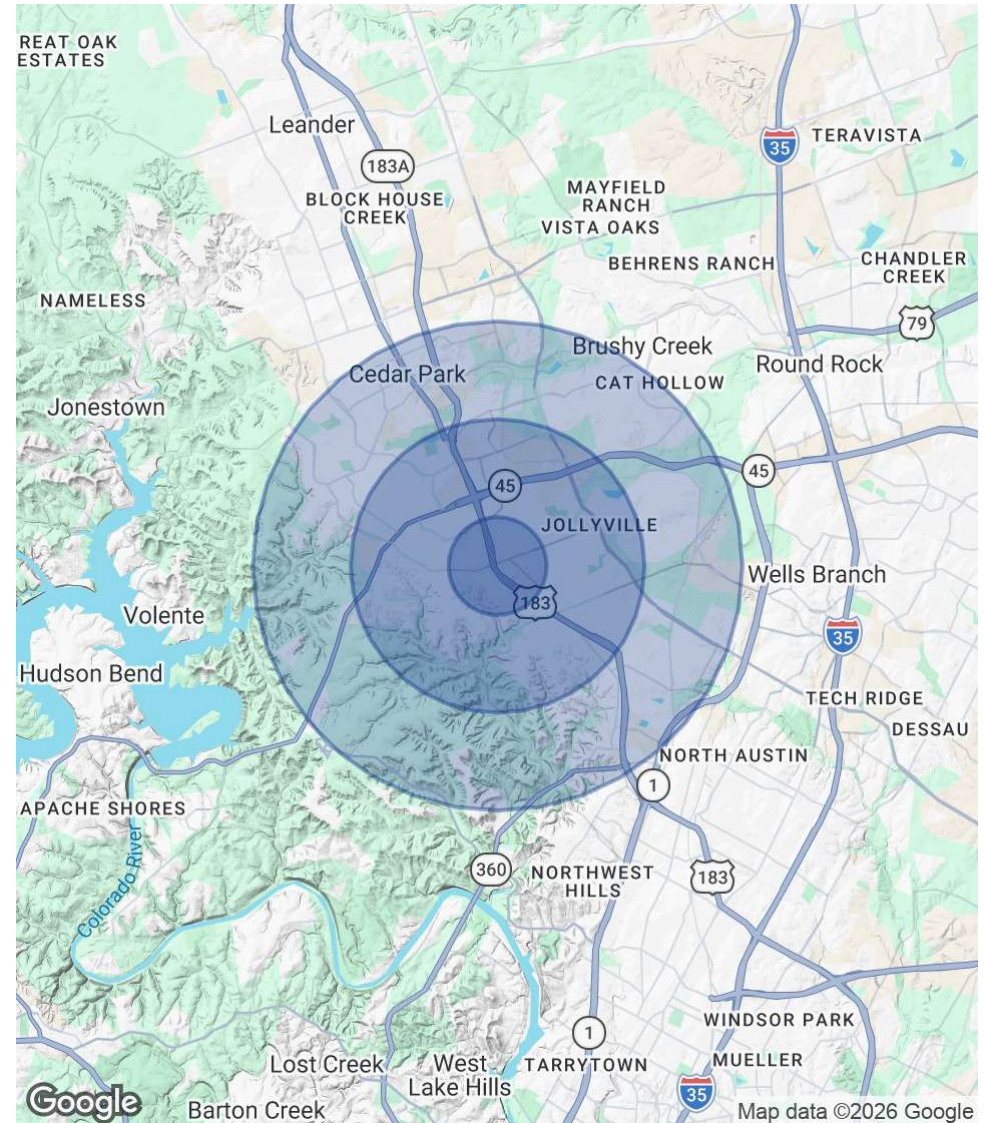 REAT OAK
ESTATES
Leander
183A
35
TERAVISTA
BLOCK HOUSE
CREEK
MAYFIELD
RANCH
VISTA OAKS
BEHRENS RANCH
CHANDLER
CREEK
NAMELESS
79
Brushy Creek
Round Rock
Cedar Park
CAT HOLLOW
Jonestown
45
45
JOLLYVILLE
Wells Branch
183
Volente
35
Hudson Bend
TECH RIDGE
DESSAU
NORTH AUSTIN
1
APACHE SHORES
Colorado River
360
NORTHWEST
HILLS
183
WINDSOR PARK
1
Lost Creek
West
Lake Hills
TARRYTOWN
MUELLER
35
Google
Barton Creek
Map data ©2026 Google